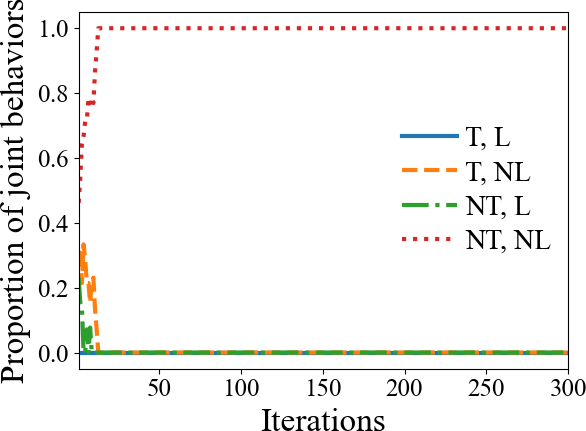 Proportion of joint behaviors
1.0
0.8
0.6
0.4
0.2
0.0
T, L
T, NL
NT, L
NT, NL
50
100
150
200
250
300
Iterations